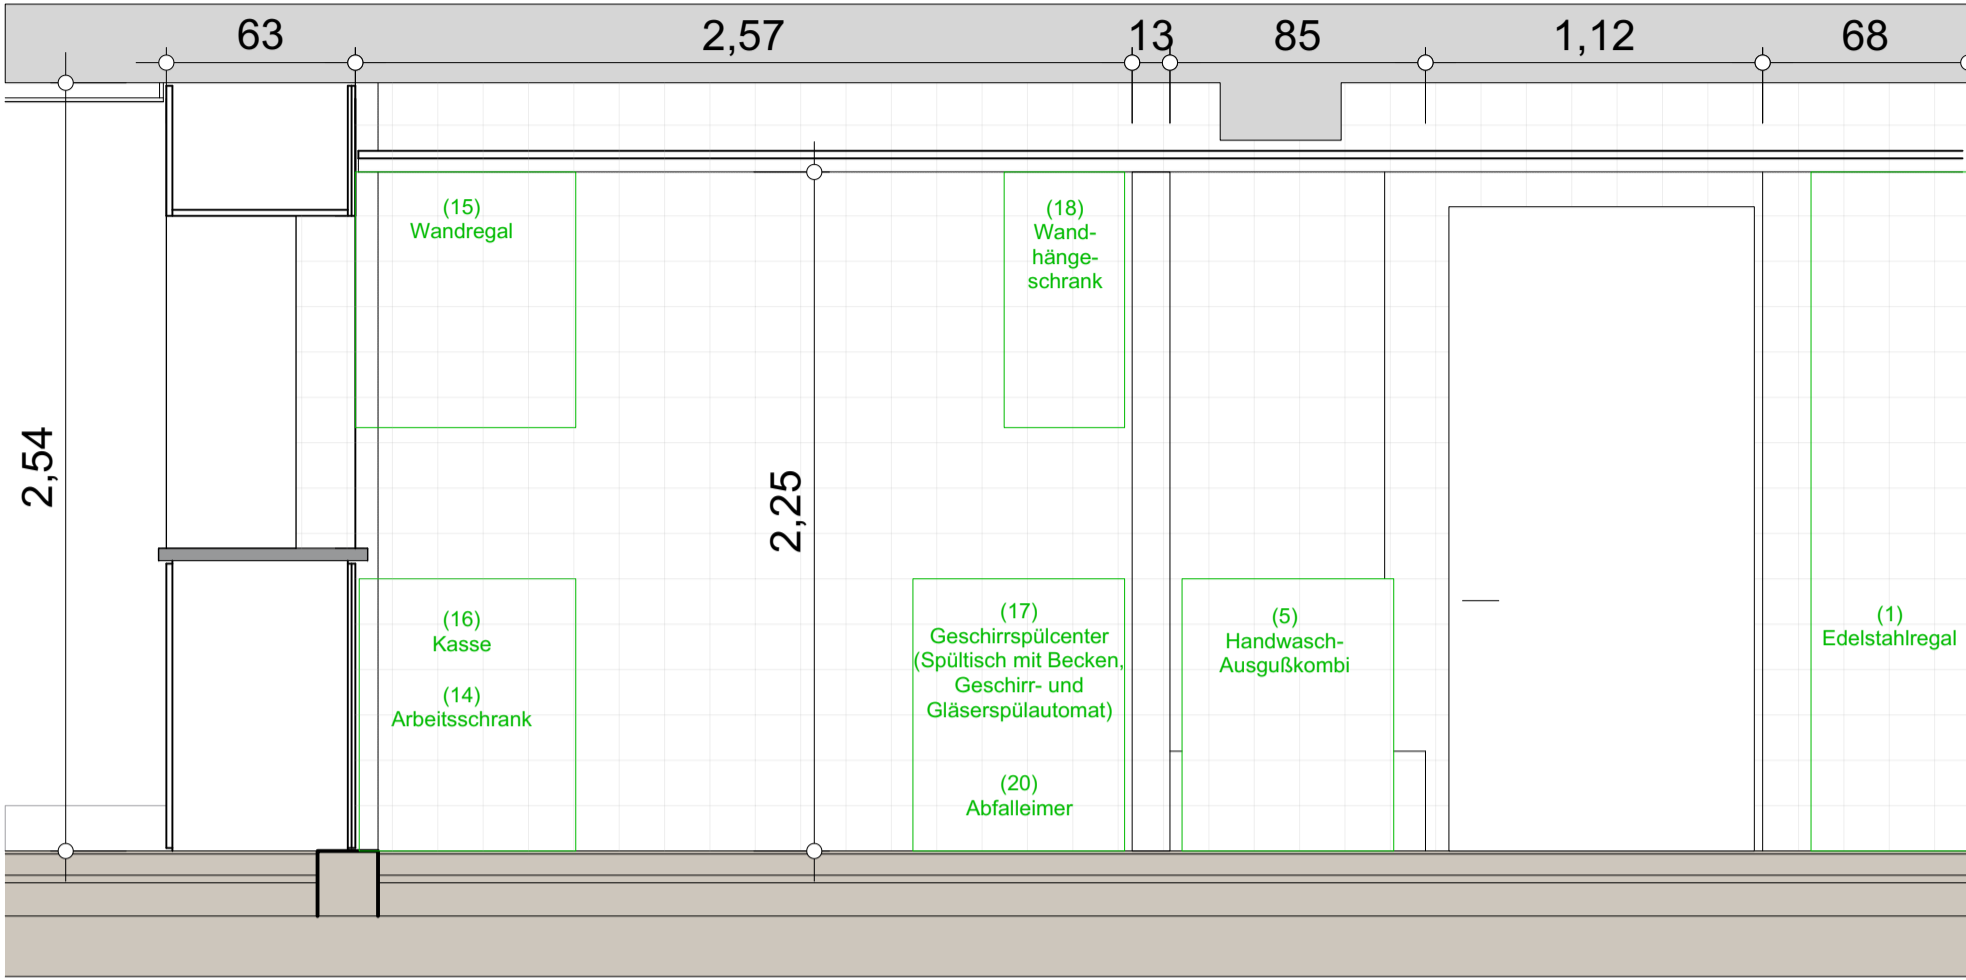 63
2,57
13
85
1,12
68
2,54
2,25
(15)
Wandregal
(18)
Wand-
hänge-
schrank
(16)
Kasse
(14)
Arbeitsschrank
(17)
Geschirrspülcenter
(Spültisch mit Becken,
Geschirr- und
Gläserspülautomat)
(20)
Abfalleimer
(5)
Handwasch-
Ausgußkombi
(1)
Edelstahlregal